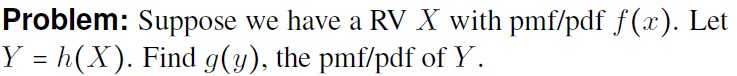 Problem: Suppose we have a RV X with pmf/pdf f(x). Let
Y = h(X). Find g(y), the pmf/pdf of Y.